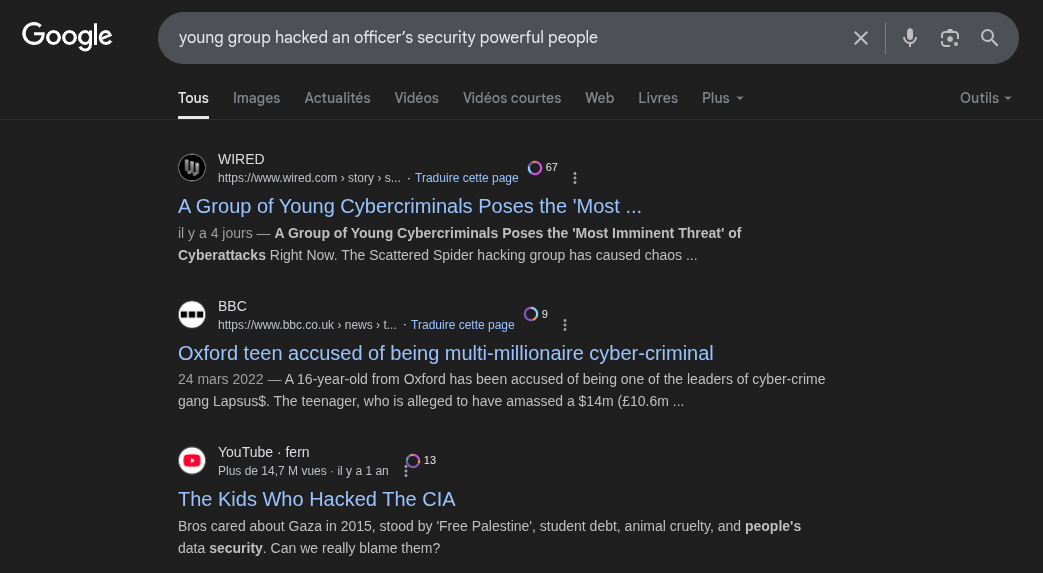 Google
young group hacked an officer’s security powerful people
Tous Images Actualités Vidéos Vidéos courtes Web Livres Plus Outils
WIRED
https://www.wired.com › story › s... · Traduire cette page 67
A Group of Young Cybercriminals Poses the 'Most ...
il y a 4 jours — A Group of Young Cybercriminals Poses the 'Most Imminent Threat' of
Cyberattacks Right Now. The Scattered Spider hacking group has caused chaos ...
BBC
https://www.bbc.co.uk › news › t... · Traduire cette page 9
Oxford teen accused of being multi-millionaire cyber-criminal
24 mars 2022 — A 16-year-old from Oxford has been accused of being one of the leaders of cyber-crime
gang Lapsus$. The teenager, who is alleged to have amassed a $14m (£10.6m ...
YouTube · fern 13
Plus de 14,7 M vues · il y a 1 an
The Kids Who Hacked The CIA
Bros cared about Gaza in 2015, stood by 'Free Palestine', student debt, animal cruelty, and people's
data security. Can we really blame them?